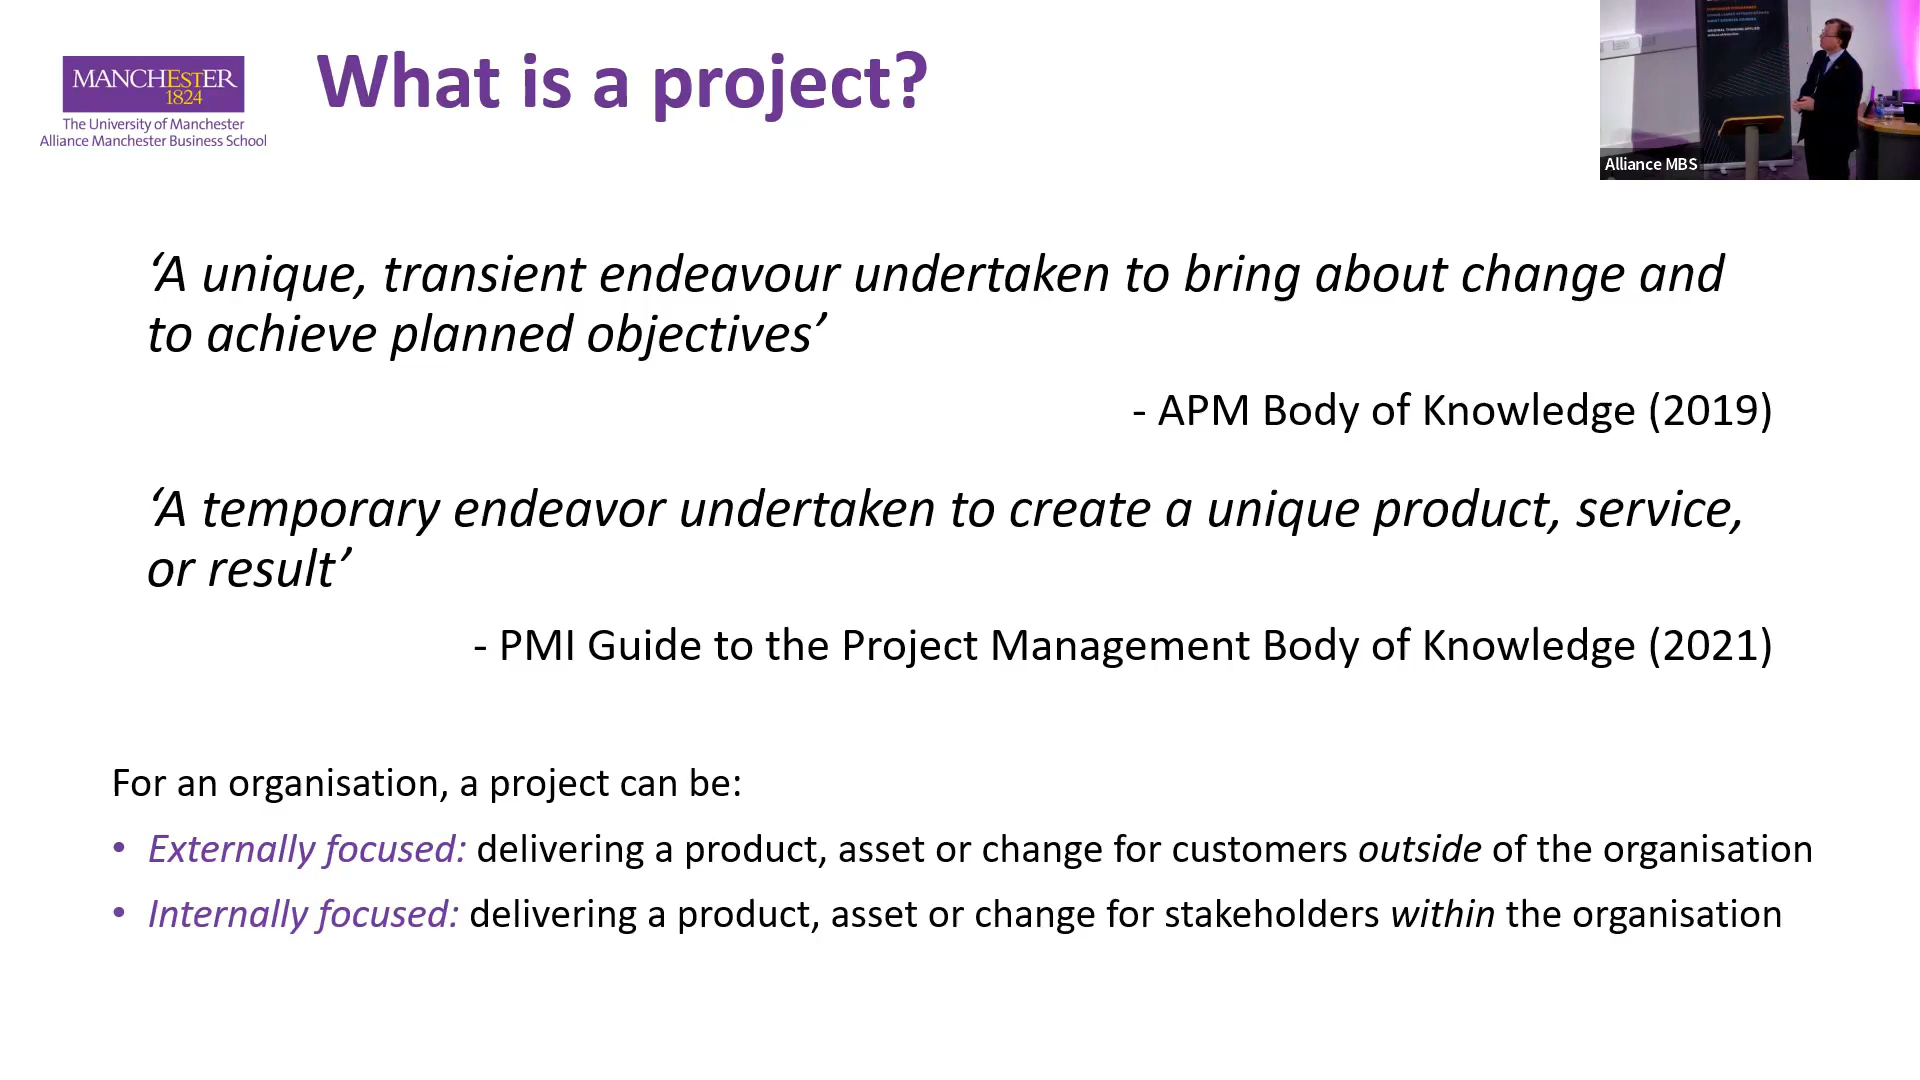 MANCHESTER
1824
The University of Manchester
Alliance Manchester Business School
What is a project?
Alliance MBS
‘A unique, transient endeavour undertaken to bring about change and
to achieve planned objectives’
- APM Body of Knowledge (2019)
‘A temporary endeavor undertaken to create a unique product, service,
or result’
- PMI Guide to the Project Management Body of Knowledge (2021)
For an organisation, a project can be:
• Externally focused: delivering a product, asset or change for customers outside of the organisation
• Internally focused: delivering a product, asset or change for stakeholders within the organisation